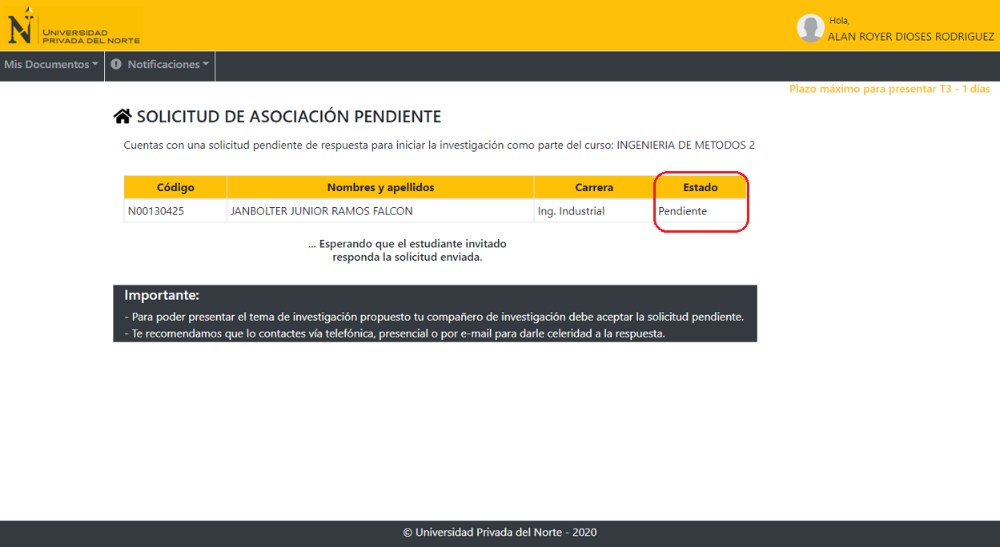 N
UNIVERSIDAD
PRIVADA DEL NORTE
Hola,
ALAN ROYER DIOSES RODRIGUEZ
Mis Documentos
Notificaciones
Plazo máximo para presentar T3 - 1 días
SOLICITUD DE ASOCIACIÓN PENDIENTE
Cuentas con una solicitud pendiente de respuesta para iniciar la investigación como parte del curso: INGENIERIA DE METODOS 2
Código Nombres y apellidos Carrera Estado
N00130425 JANBOLTER JUNIOR RAMOS FALCON Ing. Industrial Pendiente
... Esperando que el estudiante invitado
responda la solicitud enviada.
Importante:
- Para poder presentar el tema de investigación propuesto tu compañero de investigación debe aceptar la solicitud pendiente.
- Te recomendamos que lo contactes vía telefónica, presencial o por e-mail para darle celeridad a la respuesta.
© Universidad Privada del Norte - 2020